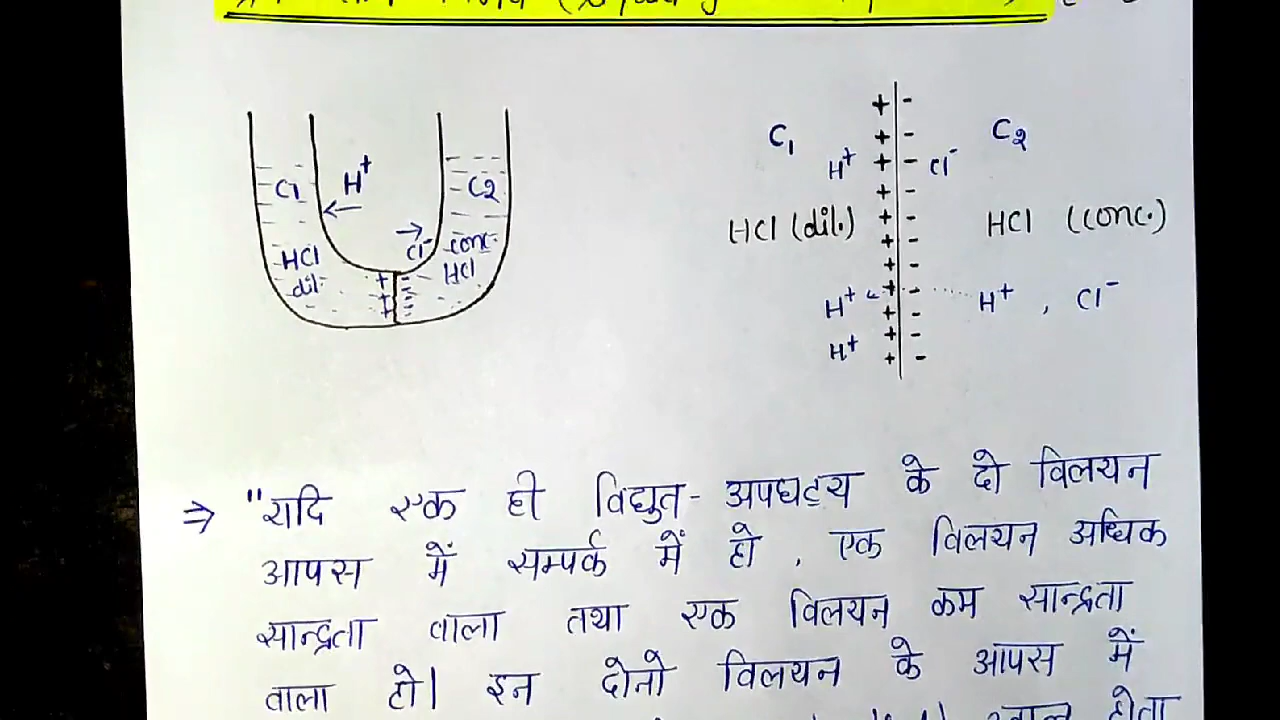 C1 H+ C2
HCl Cl- conc.
dil. HCl
C1 C2
H+ Cl-
HCl (dil.) HCl (conc.)
H+ H+ , Cl-
H+
⇒ "यदि एक ही विद्युत-अपघट्य के दो विलयन
आपस में सम्पर्क में हो , एक विलयन अधिक
सान्द्रता वाला तथा एक विलयन कम सान्द्रता
वाला हो। इन दोनो विलयन के आपस में
होता